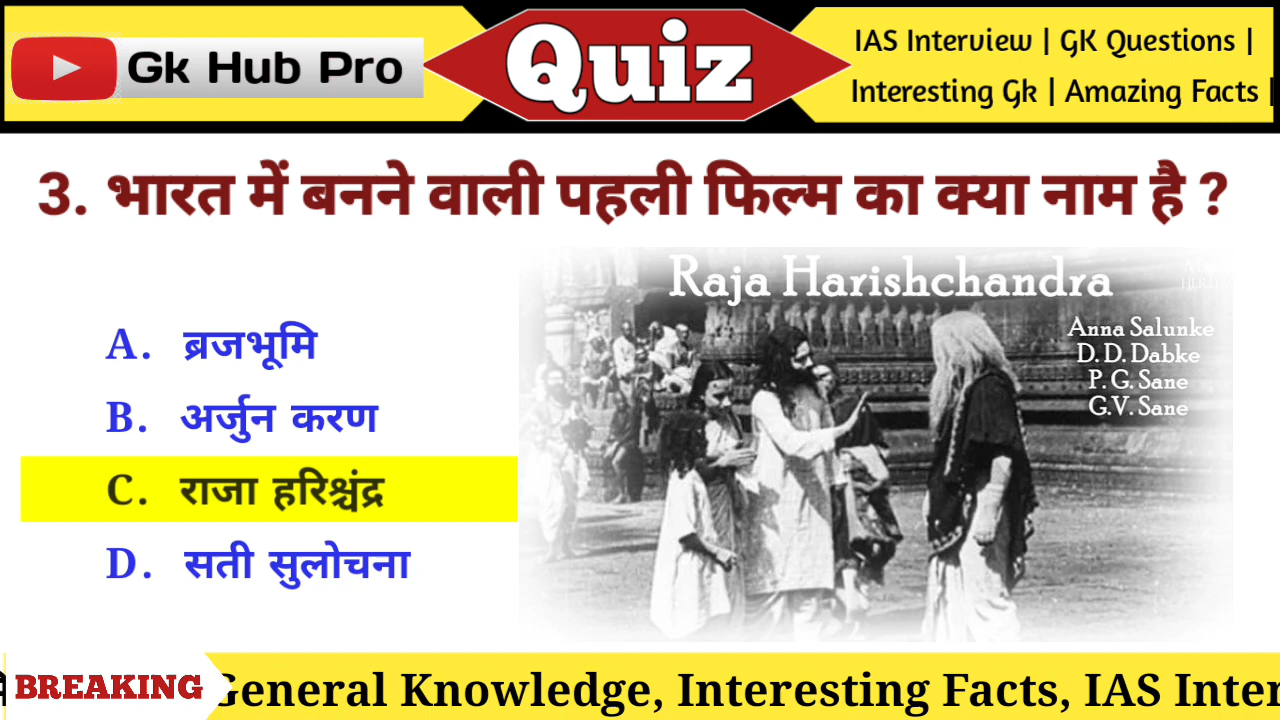 Gk Hub Pro
Quiz
IAS Interview | GK Questions |
Interesting Gk | Amazing Facts |
3. भारत में बनने वाली पहली फिल्म का क्या नाम है ?
Raja Harishchandra
Anna Salunke
D. D. Dabke
P. G. Sane
G.V. Sane
A. ब्रजभूमि
B. अर्जुन करण
C. राजा हरिश्चंद्र
D. सती सुलोचना
BREAKING General Knowledge, Interesting Facts, IAS Inter